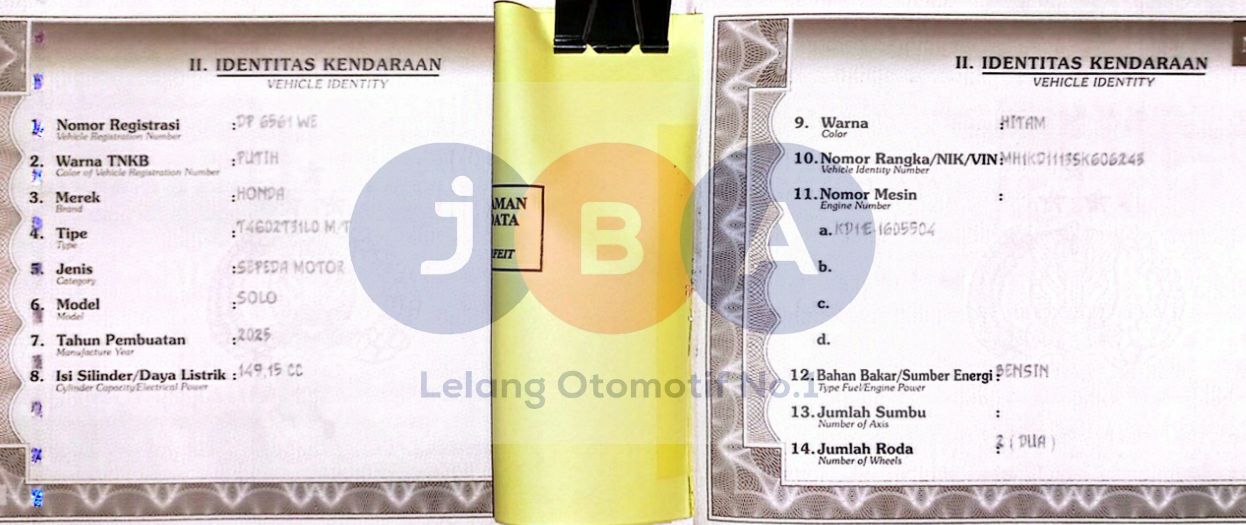 II. IDENTITAS KENDARAAN
VEHICLE IDENTITY
1. Nomor Registrasi : DP 6561 WE
Vehicle Registration Number
2. Warna TNKB : PUTIH
Color of Vehicle Registration Number
3. Merek : HONDA
Brand
4. Tipe : T4G02T31L0 M/T
Type
5. Jenis : SEPEDA MOTOR
Category
6. Model : SOLO
Model
7. Tahun Pembuatan : 2025
Manufacture Year
8. Isi Silinder/Daya Listrik : 149,15 CC
Cylinder Capacity/Electrical Power
AMAN
DATA
FEIT
II. IDENTITAS KENDARAAN
VEHICLE IDENTITY
9. Warna : HITAM
Color
10. Nomor Rangka/NIK/VIN : MH1KD1113SK606245
Vehicle Identity Number
11. Nomor Mesin :
Engine Number
a. KD11E-1605504
b.
c.
d.
12. Bahan Bakar/Sumber Energi : BENSIN
Type Fuel/Engine Power
13. Jumlah Sumbu :
Number of Axis
14. Jumlah Roda : 2 ( DUA )
Number of Wheels
JBA
Lelang Otomotif No.1